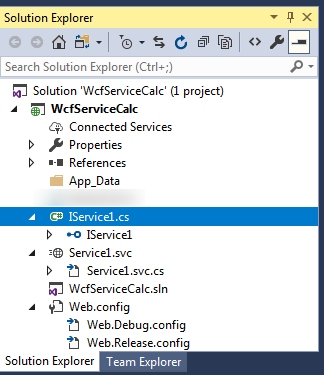 Solution Explorer
Search Solution Explorer (Ctrl+;)
Solution 'WcfServiceCalc' (1 project)
WcfServiceCalc
Connected Services
Properties
References
App_Data
IService1.cs
IService1
Service1.svc
Service1.svc.cs
WcfServiceCalc.sln
Web.config
Web.Debug.config
Web.Release.config
Solution Explorer Team Explorer